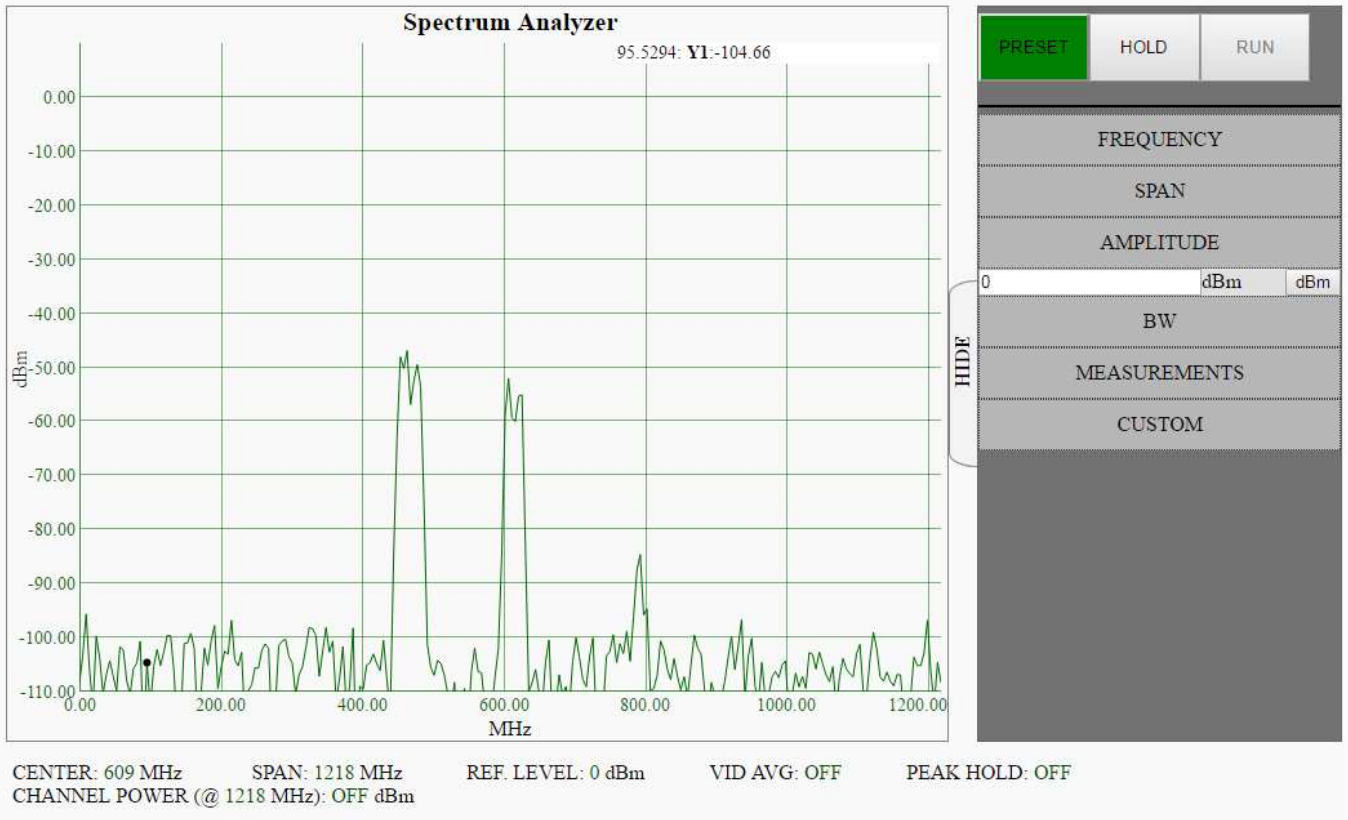 Spectrum Analyzer
95.5294: Y1:-104.66
0.00
-10.00
-20.00
-30.00
-40.00
-50.00
-60.00
-70.00
-80.00
-90.00
-100.00
-110.00
dBm
0.00 200.00 400.00 600.00 800.00 1000.00 1200.00
MHz
PRESET HOLD RUN
FREQUENCY
SPAN
AMPLITUDE
0 dBm dBm
BW
MEASUREMENTS
CUSTOM
HIDE
CENTER: 609 MHz SPAN: 1218 MHz REF. LEVEL: 0 dBm VID AVG: OFF PEAK HOLD: OFF
CHANNEL POWER (@ 1218 MHz): OFF dBm